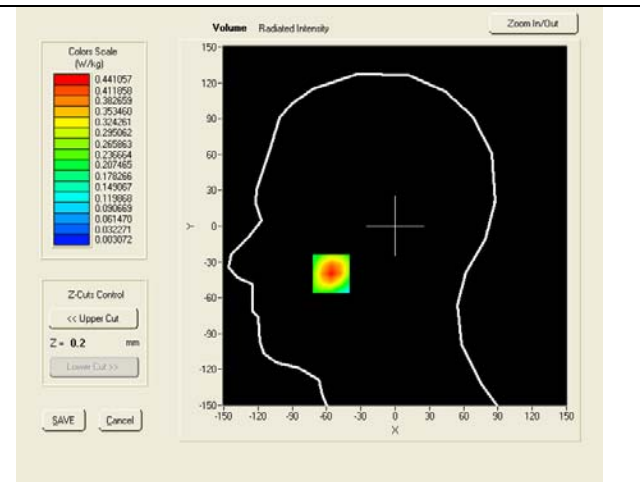 Volume Radiated Intensity
Zoom In/Out
Colors Scale
(W/kg)
0.441057
0.411858
0.382659
0.353460
0.324261
0.295062
0.265863
0.236664
0.207465
0.178266
0.149067
0.119868
0.090669
0.061470
0.032271
0.003072
Z-Cuts Control
<< Upper Cut
Z = 0.2 mm
Lower Cut >>
SAVE Cancel
150
120
90
60
30
0
-30
-60
-90
-120
-150
Y
-150 -120 -90 -60 -30 0 30 60 90 120 150
X